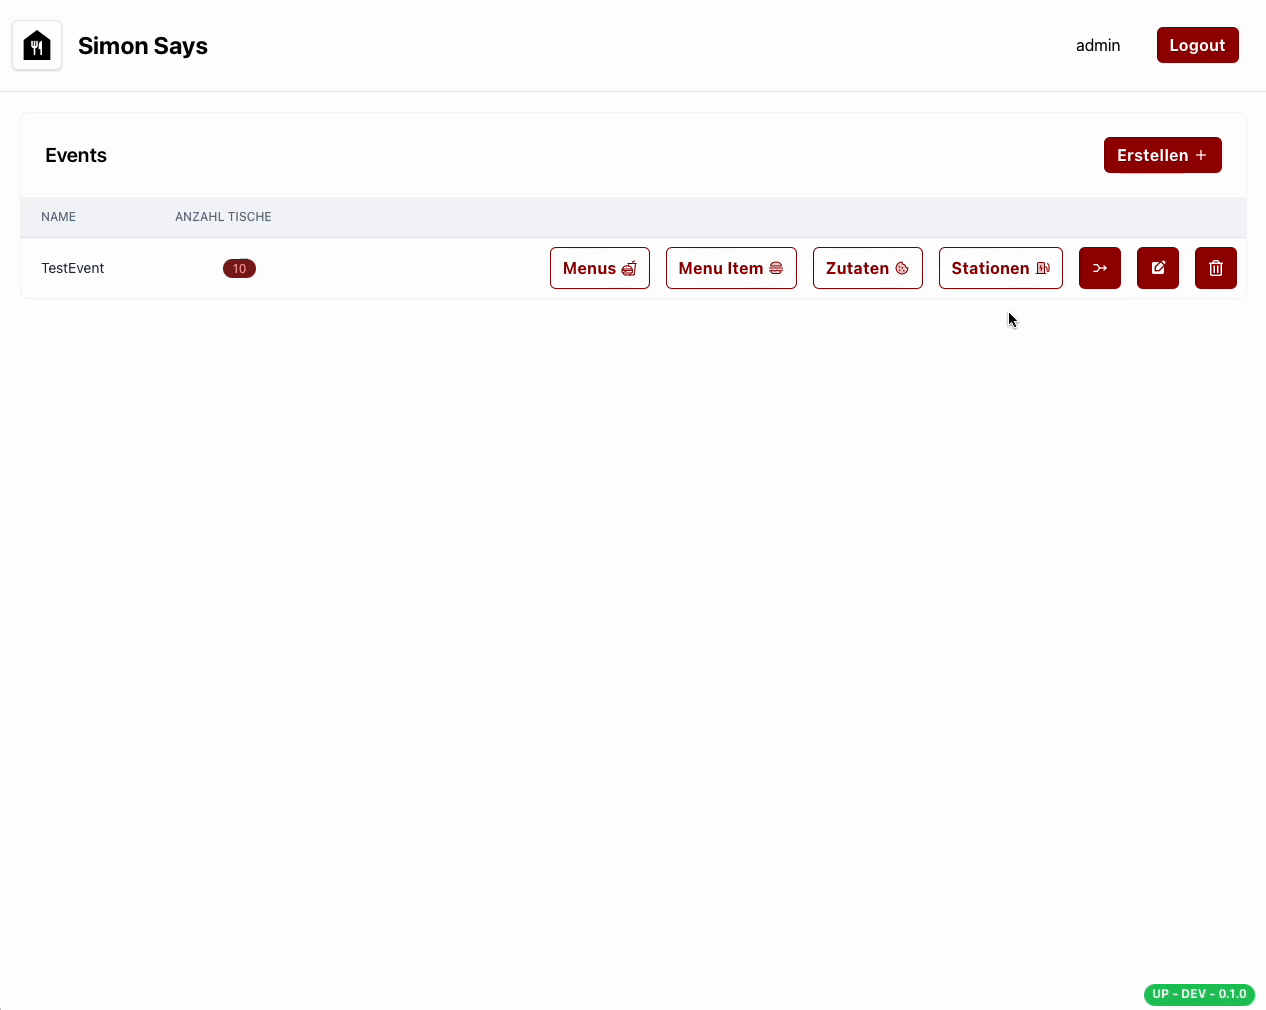 Simon Says
admin
Logout
Events
Erstellen +
NAME
ANZAHL TISCHE
TestEvent
10
Menus
Menu Item
Zutaten
Stationen
UP - DEV - 0.1.0